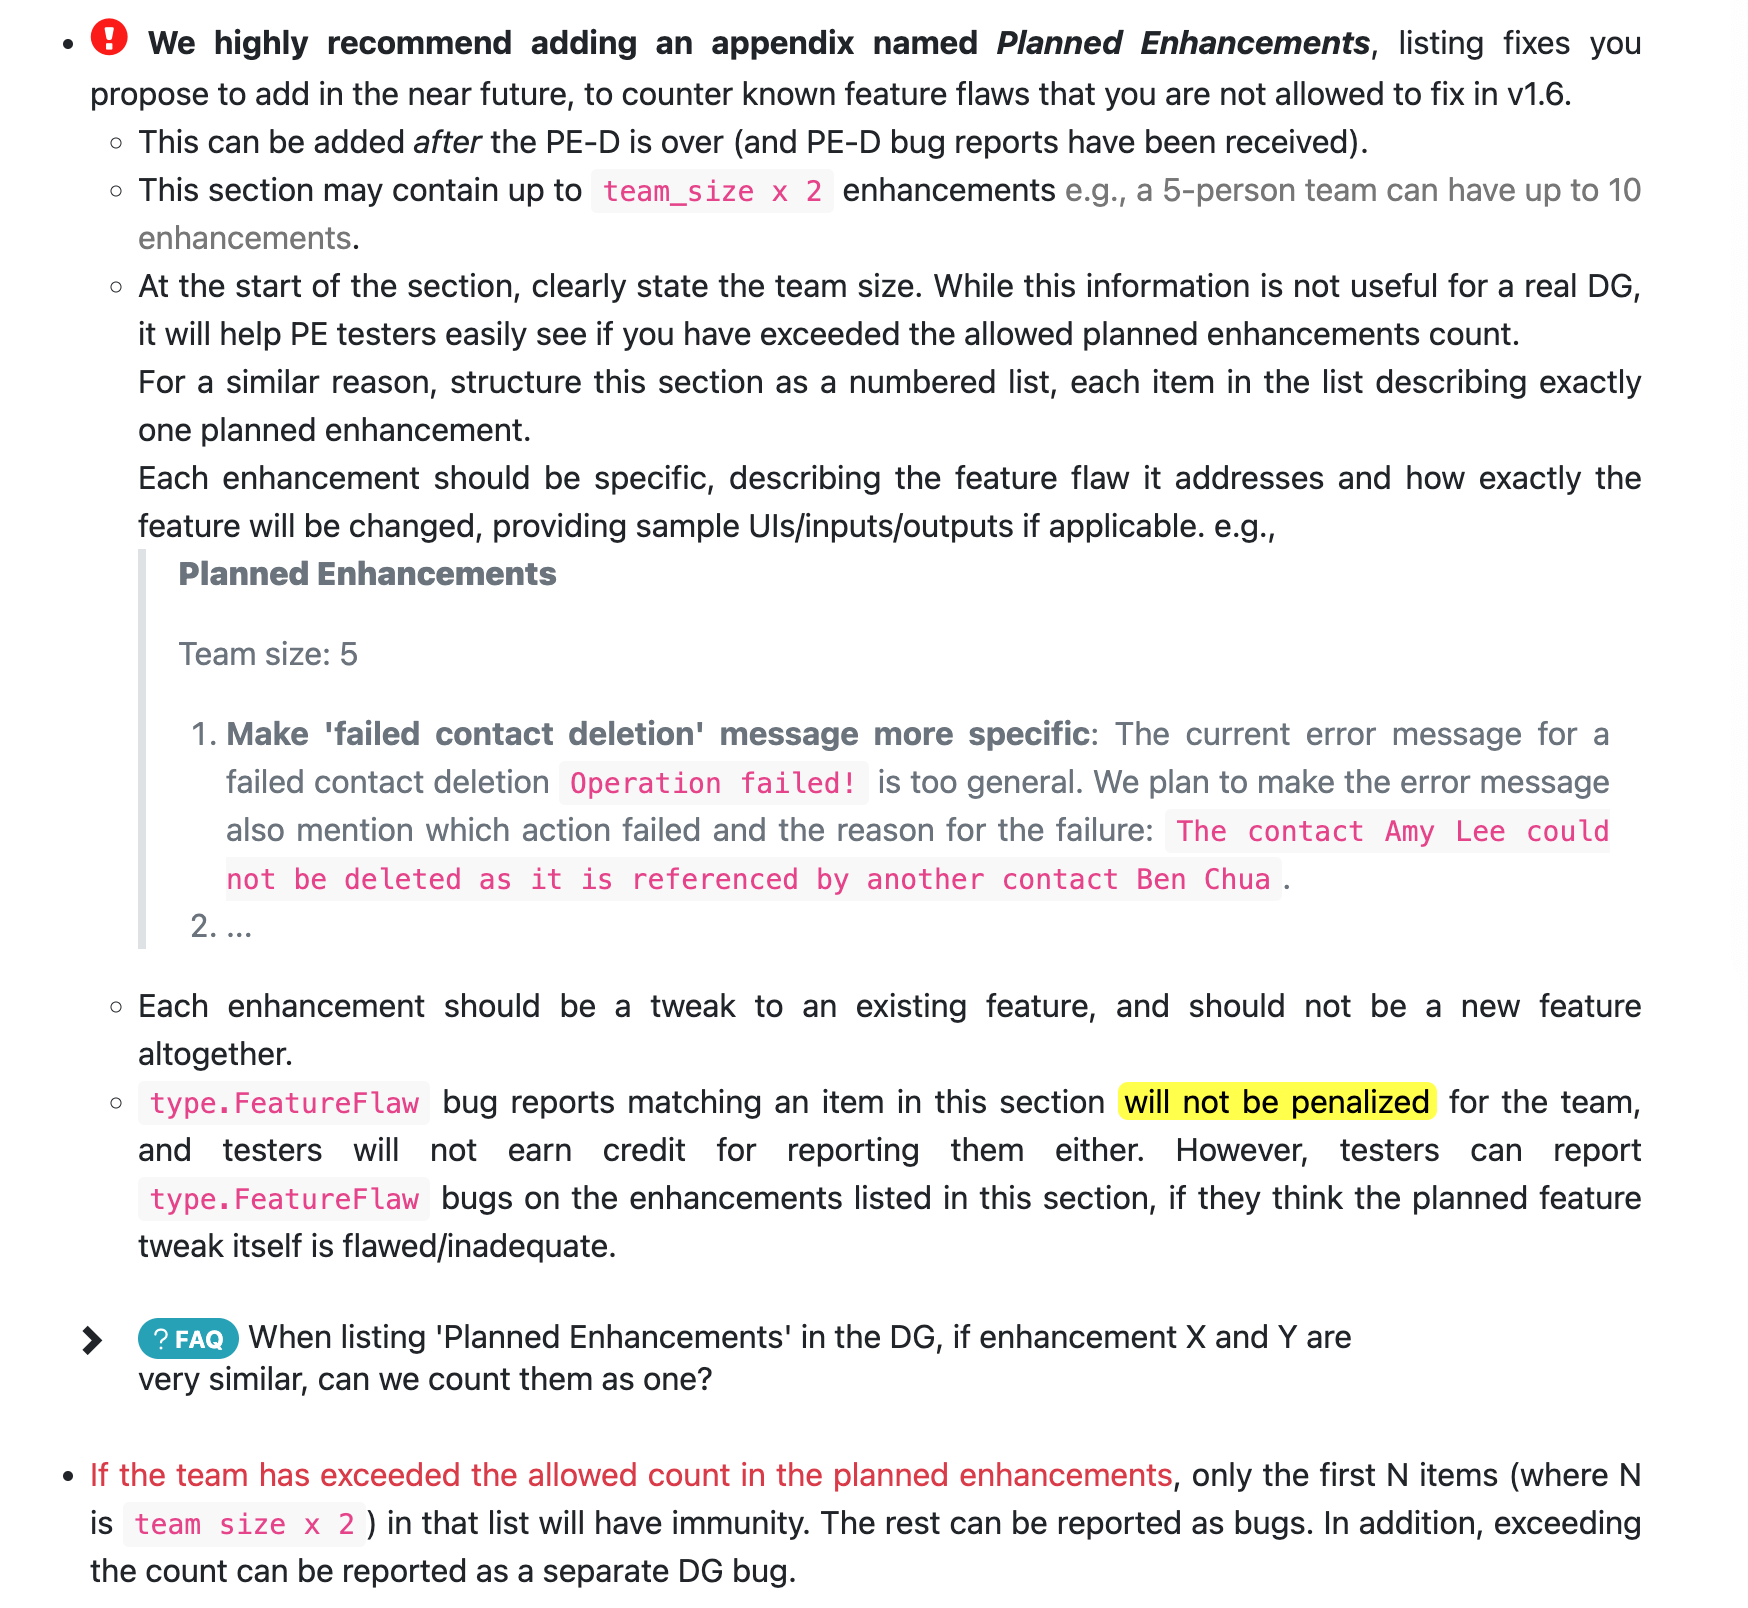 We highly recommend adding an appendix named Planned Enhancements, listing fixes you
propose to add in the near future, to counter known feature flaws that you are not allowed to fix in v1.6.
This can be added after the PE-D is over (and PE-D bug reports have been received).
This section may contain up to team_size x 2 enhancements e.g., a 5-person team can have up to 10
enhancements.
At the start of the section, clearly state the team size. While this information is not useful for a real DG,
it will help PE testers easily see if you have exceeded the allowed planned enhancements count.
For a similar reason, structure this section as a numbered list, each item in the list describing exactly
one planned enhancement.
Each enhancement should be specific, describing the feature flaw it addresses and how exactly the
feature will be changed, providing sample UIs/inputs/outputs if applicable. e.g.,
Planned Enhancements
Team size: 5
1. Make 'failed contact deletion' message more specific: The current error message for a
failed contact deletion Operation failed! is too general. We plan to make the error message
also mention which action failed and the reason for the failure: The contact Amy Lee could
not be deleted as it is referenced by another contact Ben Chua.
2. ...
Each enhancement should be a tweak to an existing feature, and should not be a new feature
altogether.
type.FeatureFlaw bug reports matching an item in this section will not be penalized for the team,
and testers will not earn credit for reporting them either. However, testers can report
type.FeatureFlaw bugs on the enhancements listed in this section, if they think the planned feature
tweak itself is flawed/inadequate.
? FAQ When listing 'Planned Enhancements' in the DG, if enhancement X and Y are
very similar, can we count them as one?
If the team has exceeded the allowed count in the planned enhancements, only the first N items (where N
is team size x 2 ) in that list will have immunity. The rest can be reported as bugs. In addition, exceeding
the count can be reported as a separate DG bug.